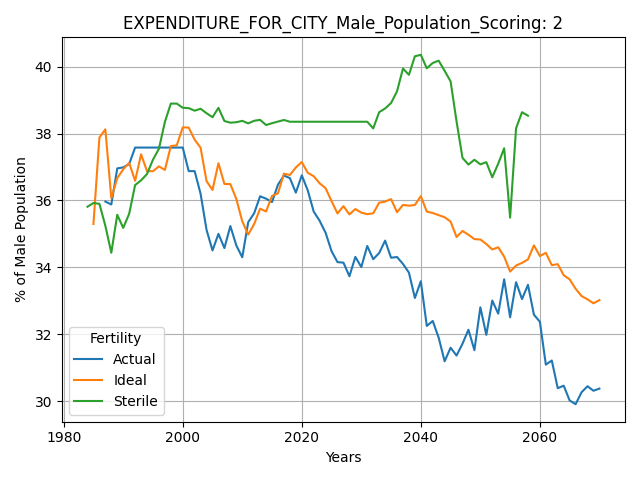 EXPENDITURE_FOR_CITY_Male_Population_Scoring: 2
% of Male Population
40
38
36
34
32
30
Fertility
Actual
Ideal
Sterile
1980 2000 2020 2040 2060
Years